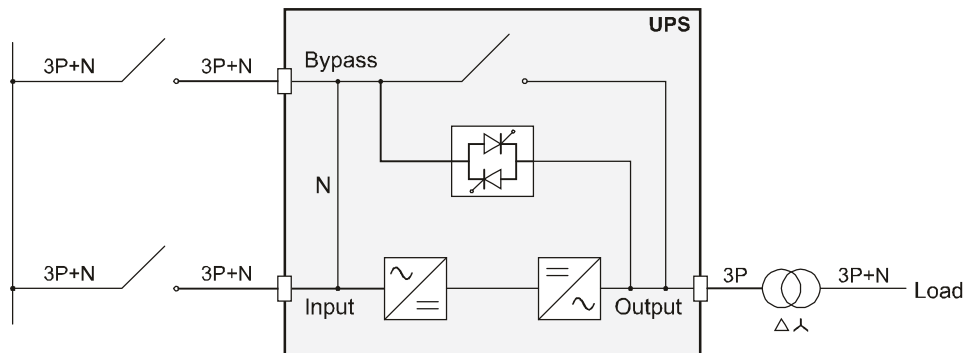 UPS
3P+N
3P+N
Bypass
N
3P+N
3P+N
Input
Output
3P
3P+N
Load